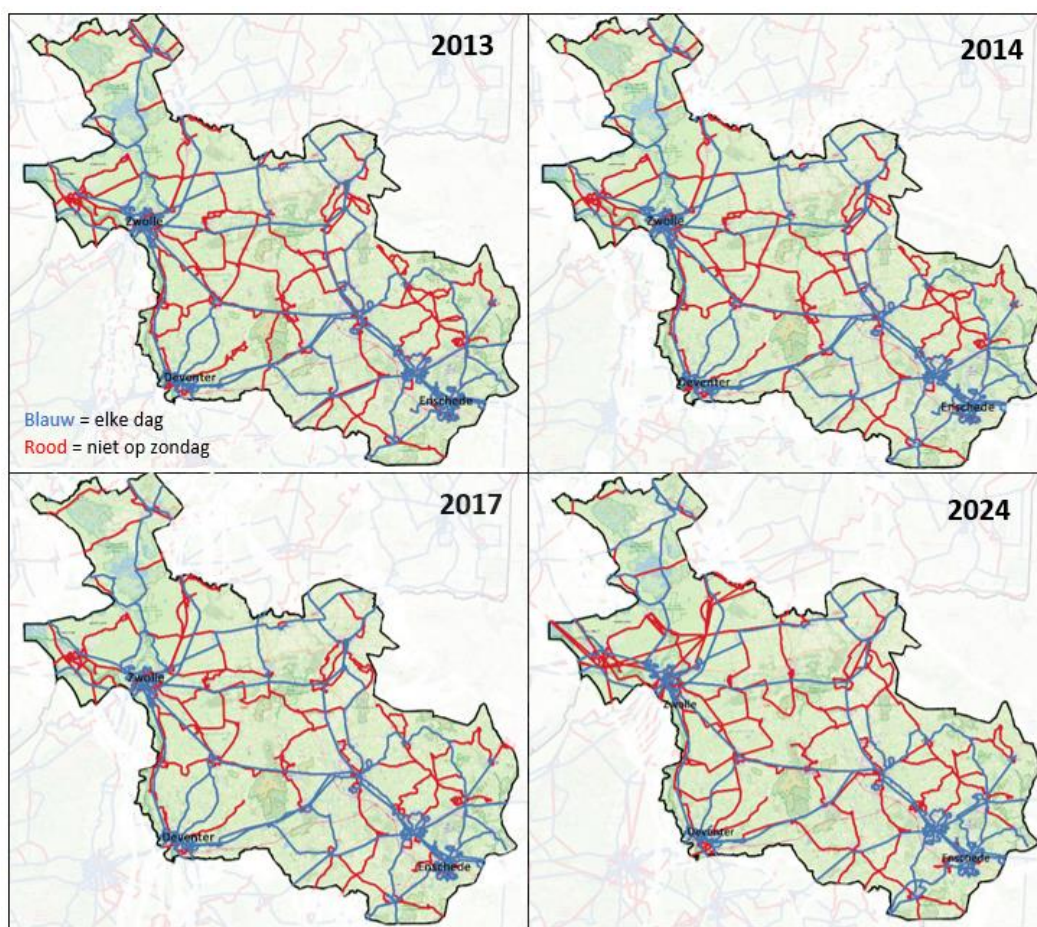 2013
Zwolle
Deventer
Enschede
Blauw = elke dag
Rood = niet op zondag
2014
Zwolle
Deventer
Enschede
2017
Zwolle
Deventer
Enschede
2024
Zwolle
Deventer
Enschede